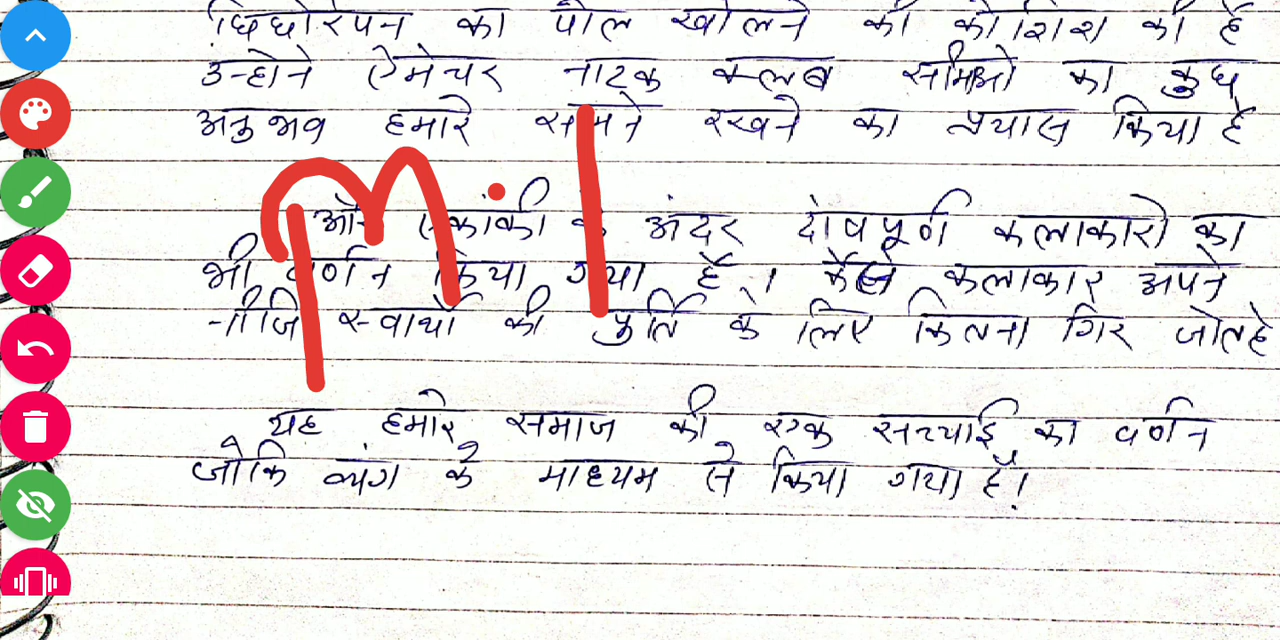 छिछोरेपन का पोल खोलने की कोशिश की है
उन्होने ऐमेचर नाटक क्लब सीमिओ का कुछ
अनुभव हमारे सामने रखने का प्रयास किया है
और एकांकी के अंदर दोषपूर्ण कलाकारो का
भी वर्णन किया गया है । कैसे कलाकार अपने
नीजि स्वार्थो की पुर्ति के लिए कितना गिर जातेहे
यह हमारे समाज की एक सच्चाई का वर्णन
जोकि व्यंग के माध्यम से किया गया है।